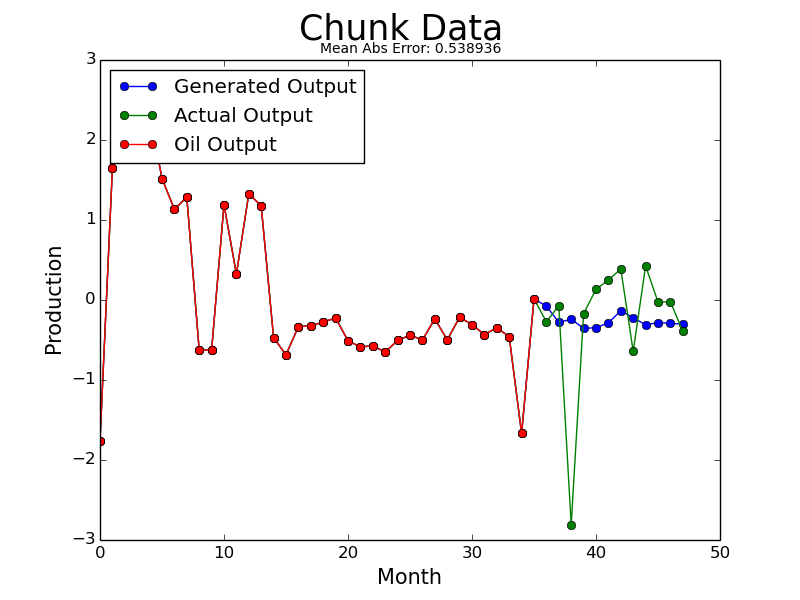 Chunk Data
Mean Abs Error: 0.538936
Generated Output
Actual Output
Oil Output
3
2
1
0
−1
−2
−3
Production
0 10 20 30 40 50
Month